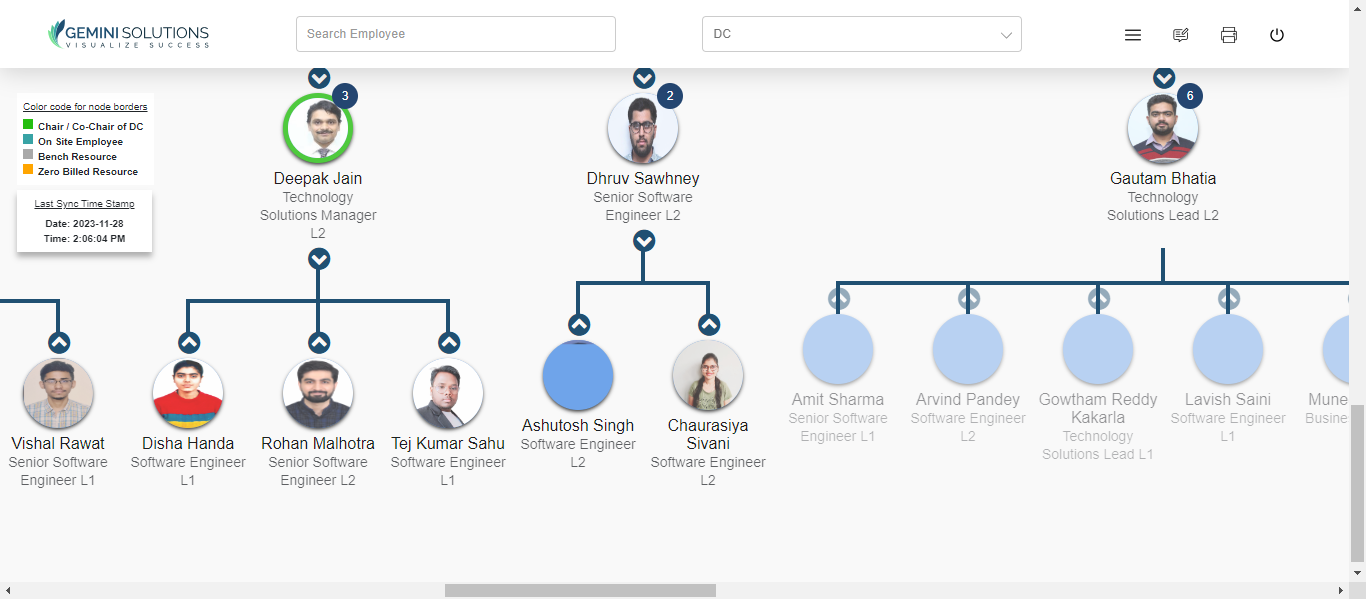 GEMINI SOLUTIONS
VISUALIZE SUCCESS
Search Employee
DC
Color code for node borders
Chair / Co-Chair of DC
On Site Employee
Bench Resource
Zero Billed Resource
Last Sync Time Stamp
Date: 2023-11-28
Time: 2:06:04 PM
3
Deepak Jain
Technology
Solutions Manager
L2
2
Dhruv Sawhney
Senior Software
Engineer L2
6
Gautam Bhatia
Technology
Solutions Lead L2
Vishal Rawat
Senior Software
Engineer L1
Disha Handa
Software Engineer
L1
Rohan Malhotra
Senior Software
Engineer L2
Tej Kumar Sahu
Software Engineer
L1
Ashutosh Singh
Software Engineer
L2
Chaurasiya
Sivani
Software Engineer
L2
Amit Sharma
Senior Software
Engineer L1
Arvind Pandey
Software Engineer
L2
Gowtham Reddy
Kakarla
Technology
Solutions Lead L1
Lavish Saini
Software Engineer
L1
Mune
Busine